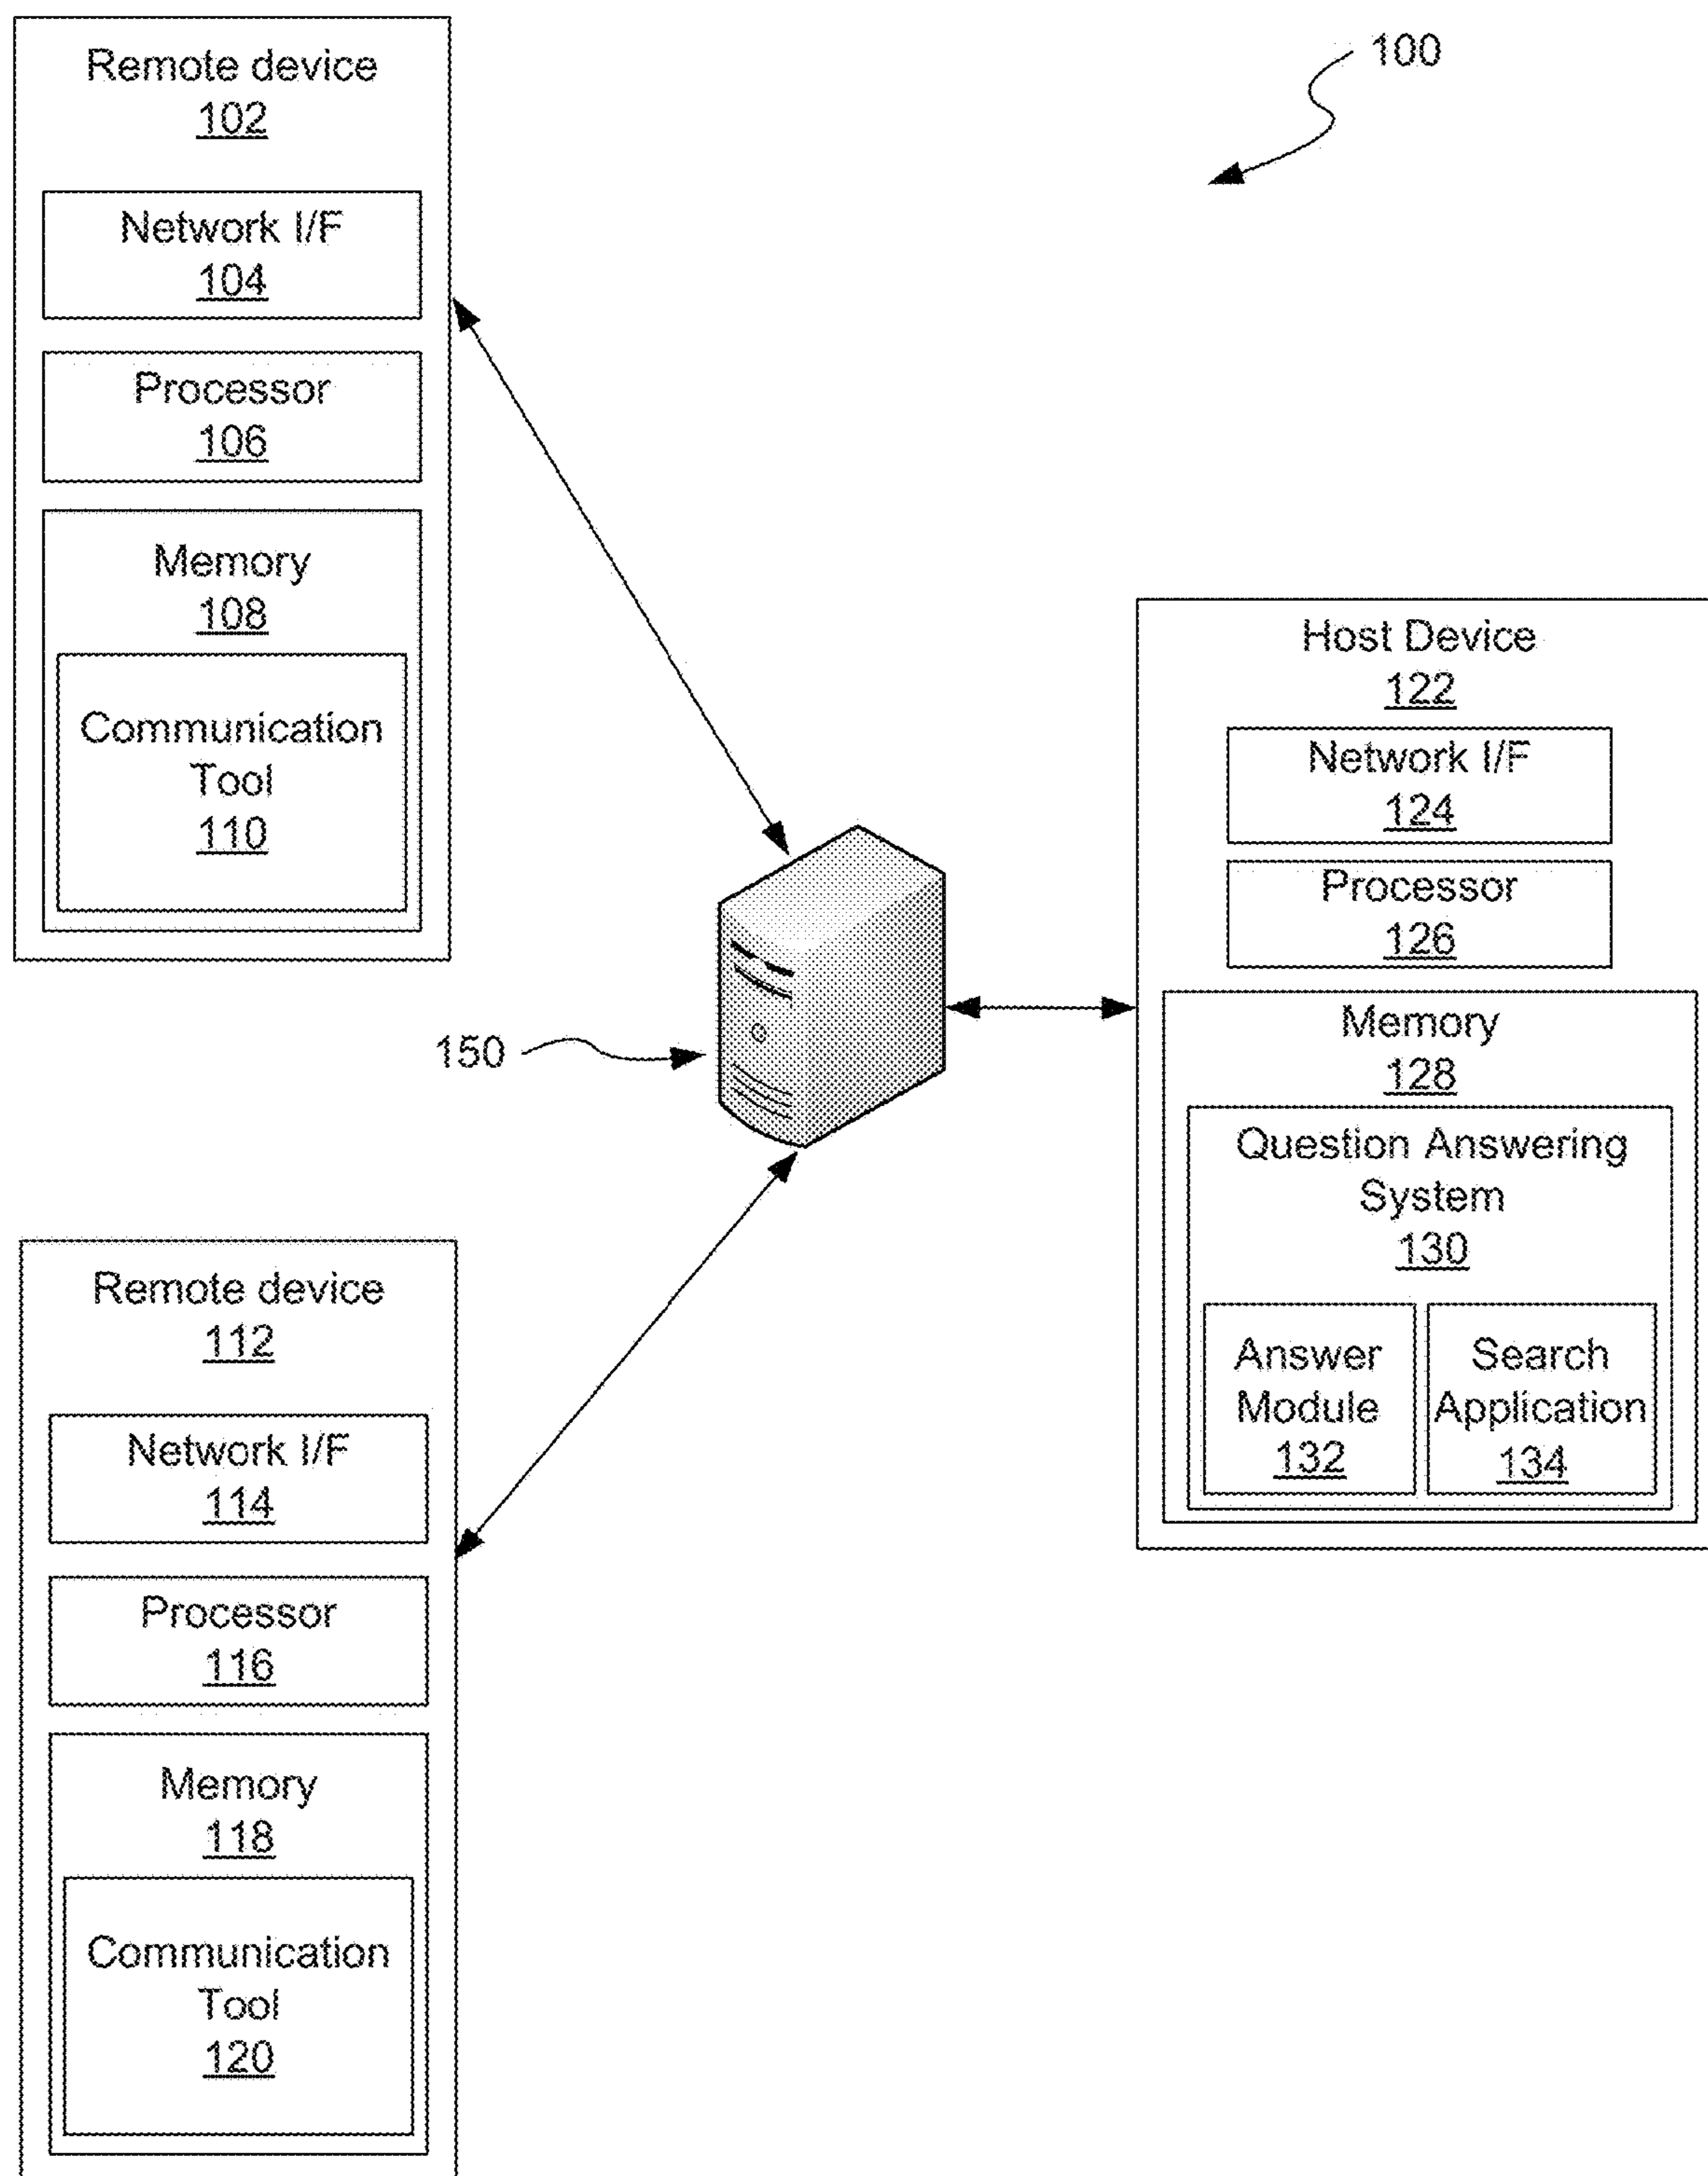 Remote device
102
Network I/F
104
Processor
106
Memory
108
Communication
Tool
110
100
Host Device
122
Network I/F
124
Processor
126
Memory
128
Question Answering
System
130
Answer
Module
132
Search
Application
134
150
Remote device
112
Network I/F
114
Processor
116
Memory
118
Communication
Tool
120